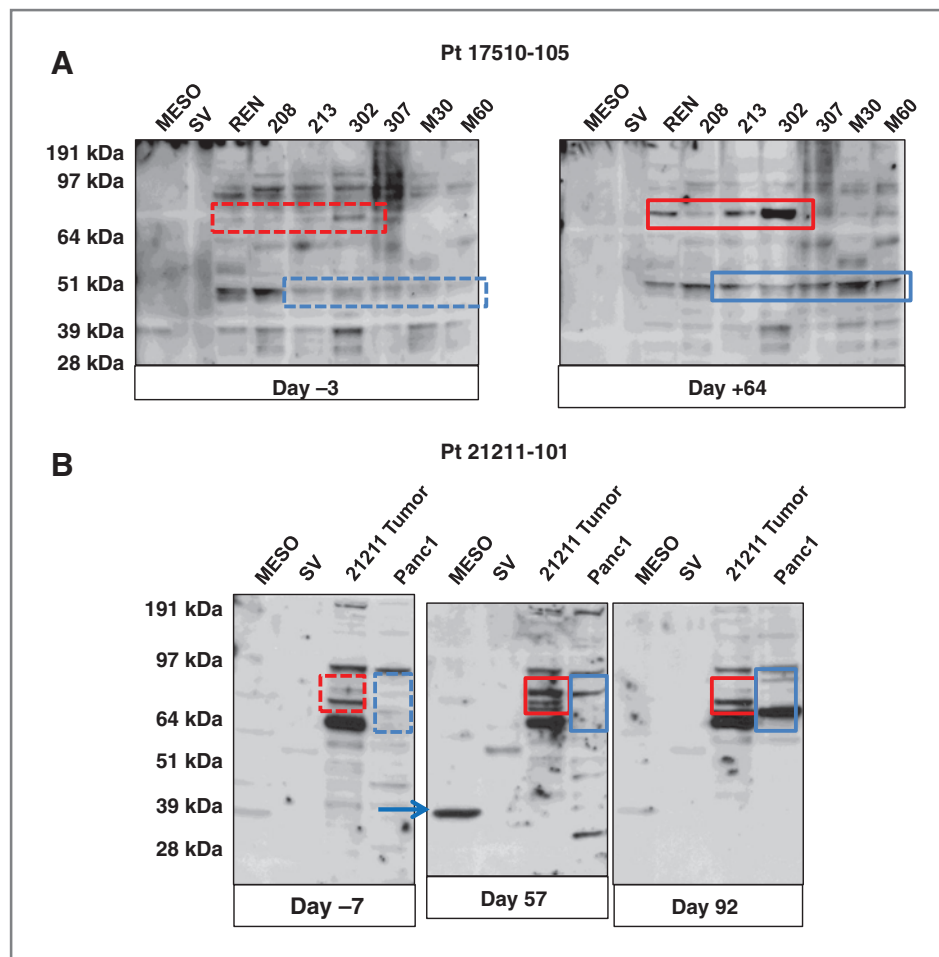 A
Pt 17510-105
MESO SV REN 208 213 302 307 M30 M60
MESO SV REN 208 213 302 307 M30 M60
191 kDa
97 kDa
64 kDa
51 kDa
39 kDa
28 kDa
Day –3
Day +64
B
Pt 21211-101
MESO SV 21211 Tumor Panc1
MESO SV 21211 Tumor Panc1
MESO SV 21211 Tumor Panc1
191 kDa
97 kDa
64 kDa
51 kDa
39 kDa
28 kDa
Day –7
Day 57
Day 92